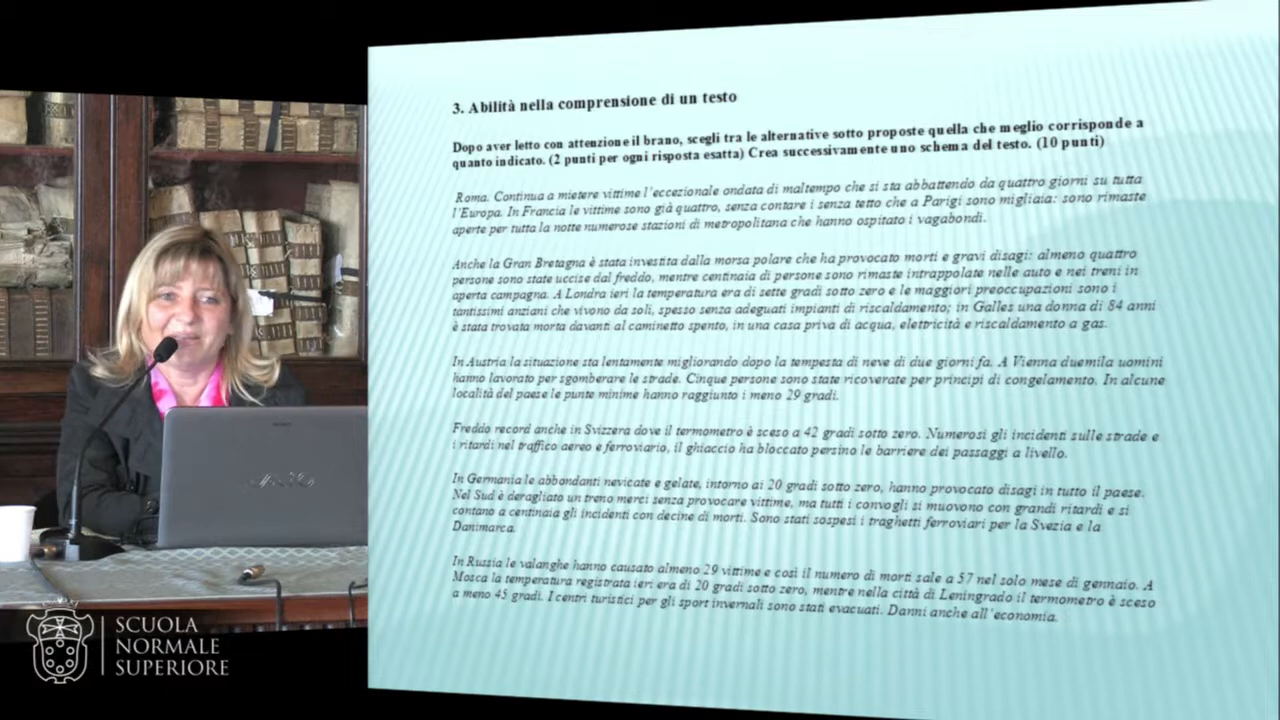 3. Abilità nella comprensione di un testo
Dopo aver letto con attenzione il brano, scegli tra le alternative sotto proposte quella che meglio corrisponde a
quanto indicato. (2 punti per ogni risposta esatta) Crea successivamente uno schema del testo. (10 punti)
Roma. Continua a mietere vittime l'eccezionale ondata di maltempo che si sta abbattendo da quattro giorni su tutta
l'Europa. In Francia le vittime sono già quattro, senza contare i senza tetto che a Parigi sono migliaia: sono rimaste
aperte per tutta la notte numerose stazioni di metropolitana che hanno ospitato i vagabondi.
Anche la Gran Bretagna è stata investita dalla morsa polare che ha provocato morti e gravi disagi: almeno quattro
persone sono state uccise dal freddo, mentre centinaia di persone sono rimaste intrappolate nelle auto e nei treni in
aperta campagna. A Londra ieri la temperatura era di sette gradi sotto zero e le maggiori preoccupazioni sono i
tantissimi anziani che vivono da soli, spesso senza adeguati impianti di riscaldamento; in Galles una donna di 84 anni
è stata trovata morta davanti al caminetto spento, in una casa priva di acqua, elettricità e riscaldamento a gas.
In Austria la situazione sta lentamente migliorando dopo la tempesta di neve di due giorni fa. A Vienna duemila uomini
hanno lavorato per sgomberare le strade. Cinque persone sono state ricoverate per principi di congelamento. In alcune
località del paese le punte minime hanno raggiunto i meno 29 gradi.
Freddo record anche in Svizzera dove il termometro è sceso a 42 gradi sotto zero. Numerosi gli incidenti sulle strade e
i ritardi nel traffico aereo e ferroviario, il ghiaccio ha bloccato persino le barriere dei passaggi a livello.
In Germania le abbondanti nevicate e gelate, intorno ai 20 gradi sotto zero, hanno provocato disagi in tutto il paese.
Nel Sud è deragliato un treno merci senza provocare vittime, ma tutti i convogli si muovono con grandi ritardi e si
contano a centinaia gli incidenti con decine di morti. Sono stati sospesi i traghetti ferroviari per la Svezia e la
Danimarca.
In Russia le valanghe hanno causato almeno 29 vittime e così il numero di morti sale a 57 nel solo mese di gennaio. A
Mosca la temperatura registrata ieri era di 20 gradi sotto zero, mentre nella città di Leningrado il termometro è sceso
a meno 45 gradi. I centri turistici per gli sport invernali sono stati evacuati. Danni anche all'economia.
VAIO
SCUOLA
NORMALE
SUPERIORE